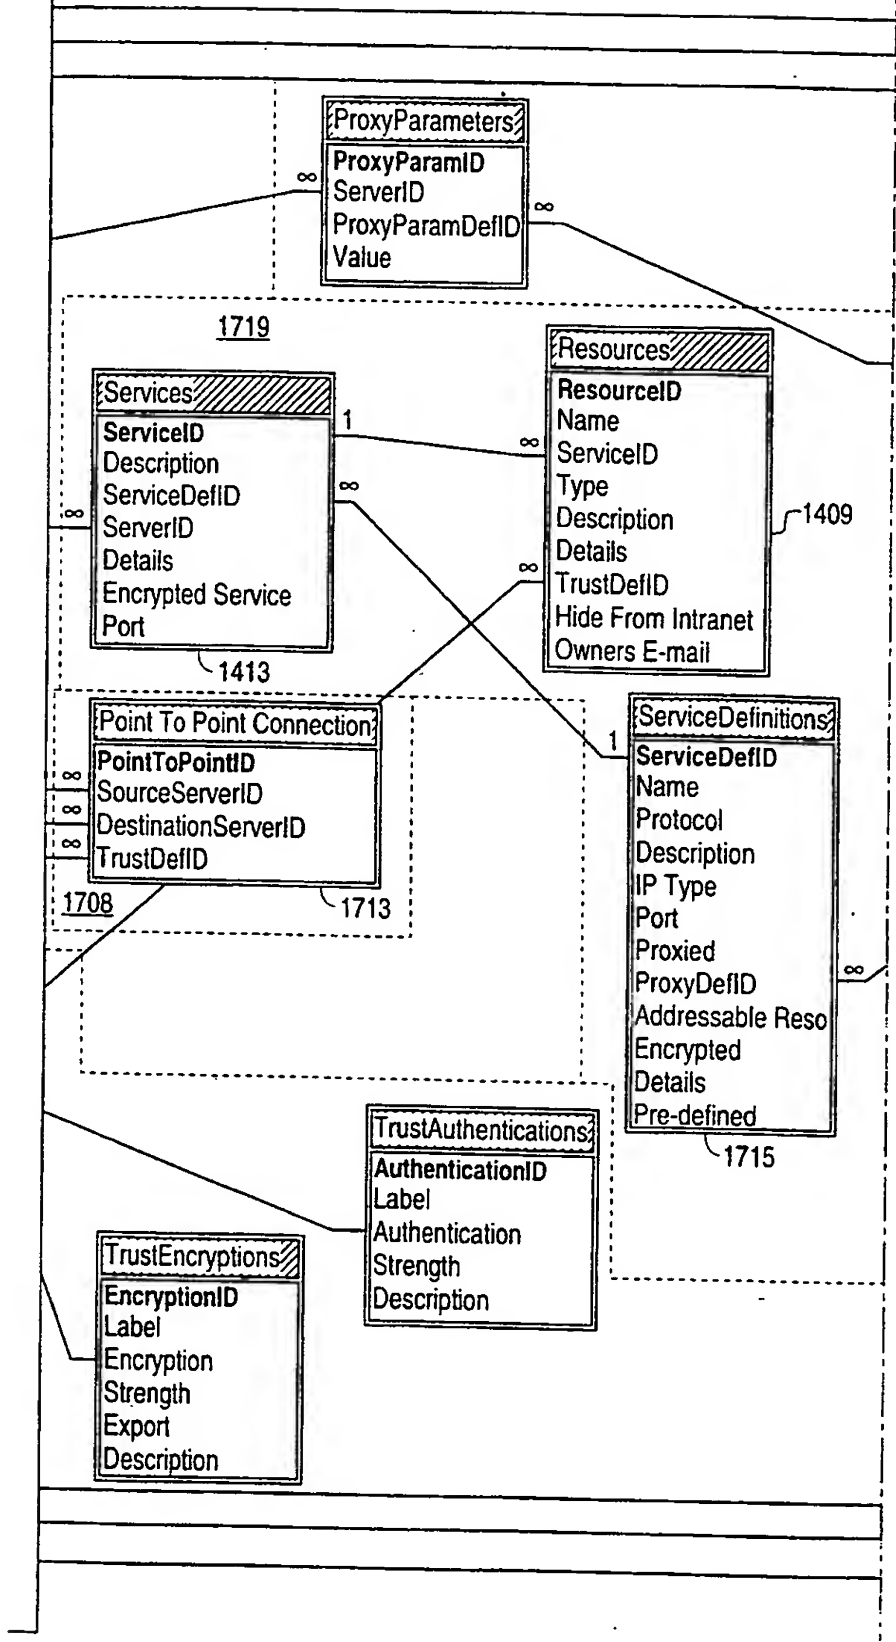 ProxyParameters
ProxyParamID
∞
ServerID
∞
ProxyParamDefID
Value
1719
Resources
ResourceID
Name
∞
ServiceID
Type
Description
Details
∞
TrustDefID
Hide From Intranet
Owners E-mail
1409
Services
ServiceID
1
Description
ServiceDefID
∞
∞
ServerID
Details
Encrypted Service
Port
1413
Point To Point Connection
PointToPointID
∞
SourceServerID
∞
DestinationServerID
∞
TrustDefID
1708
1713
ServiceDefinitions
1
ServiceDefID
Name
Protocol
Description
IP Type
Port
Proxied
ProxyDefID
∞
Addressable Reso
Encrypted
Details
Pre-defined
1715
TrustAuthentications
AuthenticationID
Label
Authentication
Strength
Description
TrustEncryptions
EncryptionID
Label
Encryption
Strength
Export
Description